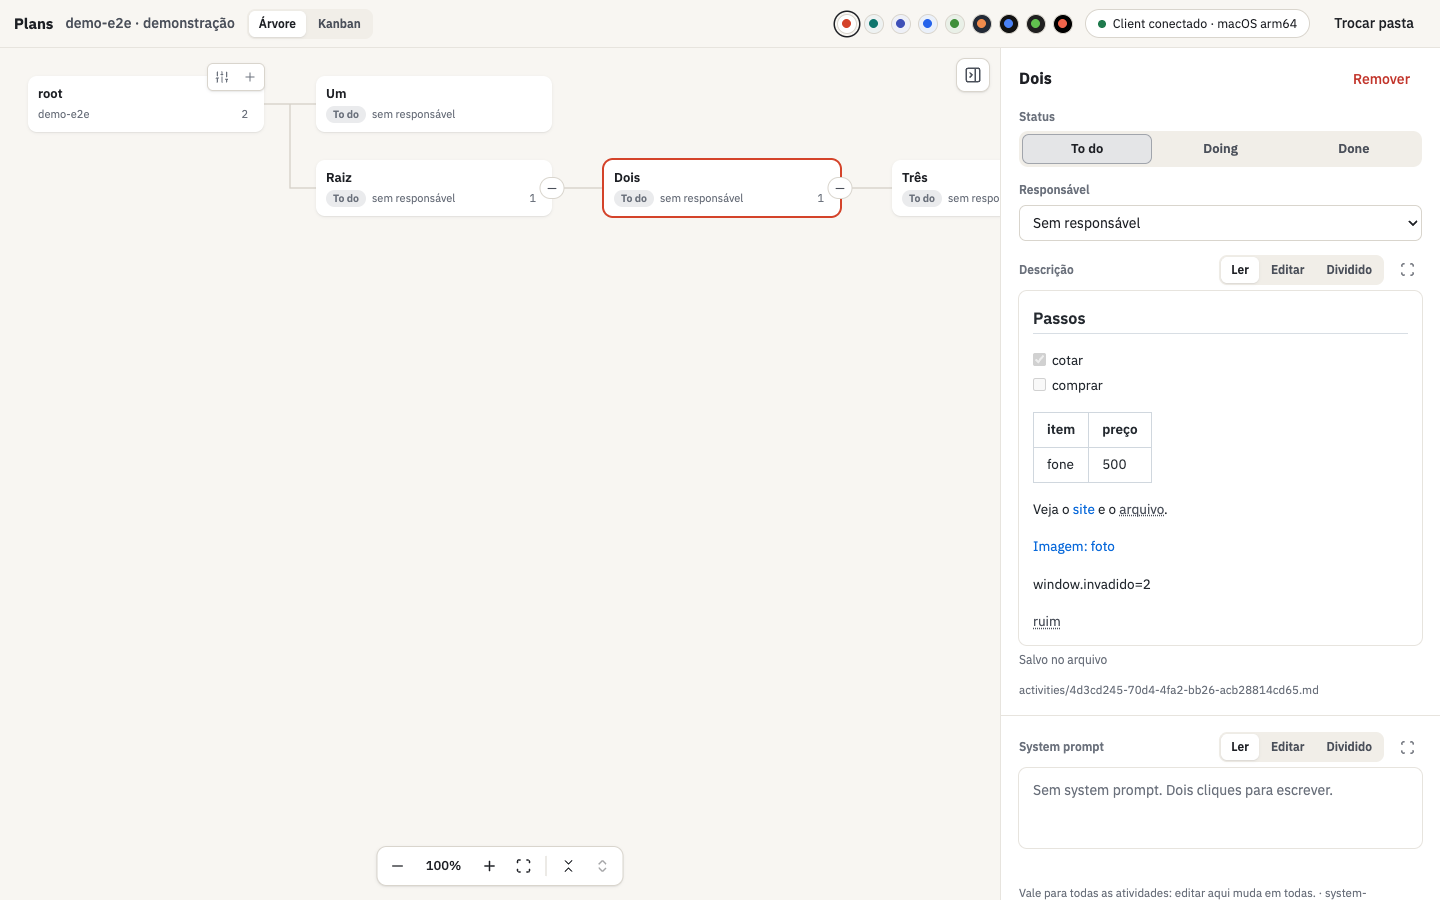 Plans demo-e2e · demonstração Árvore Kanban Client conectado · macOS arm64 Trocar pasta
root
demo-e2e 2
Um
To do sem responsável
Raiz
To do sem responsável 1
Dois
To do sem responsável 1
Três
To do sem respo
100%
Dois Remover
Status
To do Doing Done
Responsável
Sem responsável
Descrição Ler Editar Dividido
Passos
cotar
comprar
item preço
fone 500
Veja o site e o arquivo.
Imagem: foto
window.invadido=2
ruim
Salvo no arquivo
activities/4d3cd245-70d4-4fa2-bb26-acb28814cd65.md
System prompt Ler Editar Dividido
Sem system prompt. Dois cliques para escrever.
Vale para todas as atividades: editar aqui muda em todas. · system-